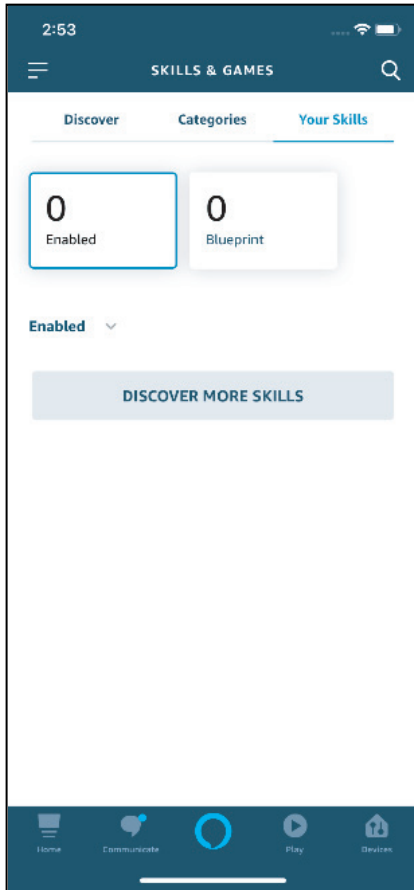 2:53
SKILLS & GAMES
Discover Categories Your Skills
0 0
Enabled Blueprint
Enabled
DISCOVER MORE SKILLS
Home Communicate Play Devices